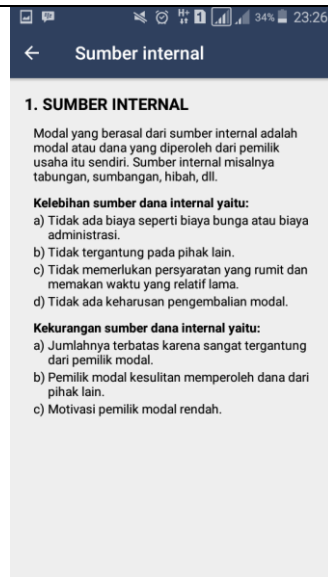 34% 23:26
Sumber internal
1. SUMBER INTERNAL
Modal yang berasal dari sumber internal adalah
modal atau dana yang diperoleh dari pemilik
usaha itu sendiri. Sumber internal misalnya
tabungan, sumbangan, hibah, dll.
Kelebihan sumber dana internal yaitu:
a) Tidak ada biaya seperti biaya bunga atau biaya
administrasi.
b) Tidak tergantung pada pihak lain.
c) Tidak memerlukan persyaratan yang rumit dan
memakan waktu yang relatif lama.
d) Tidak ada keharusan pengembalian modal.
Kekurangan sumber dana internal yaitu:
a) Jumlahnya terbatas karena sangat tergantung
dari pemilik modal.
b) Pemilik modal kesulitan memperoleh dana dari
pihak lain.
c) Motivasi pemilik modal rendah.